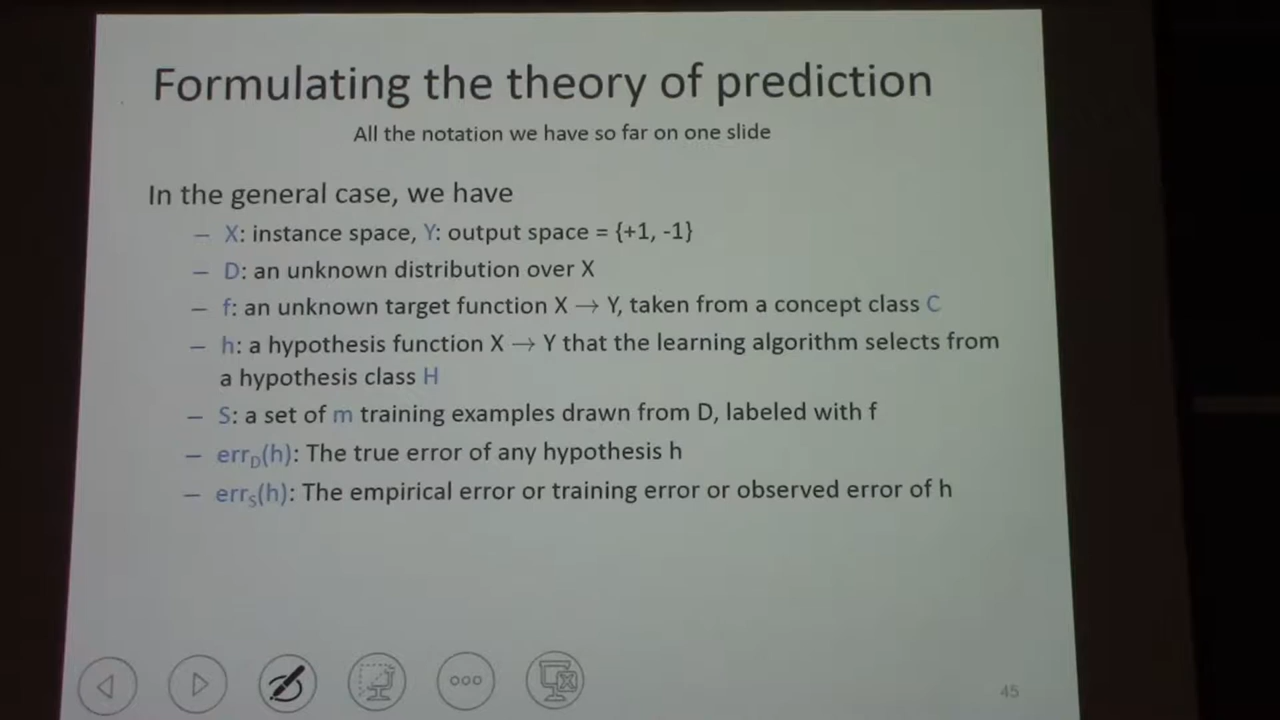 Formulating the theory of prediction
All the notation we have so far on one slide
In the general case, we have
– X: instance space, Y: output space = {+1, -1}
– D: an unknown distribution over X
– f: an unknown target function X → Y, taken from a concept class C
– h: a hypothesis function X → Y that the learning algorithm selects from
a hypothesis class H
– S: a set of m training examples drawn from D, labeled with f
– errD(h): The true error of any hypothesis h
– errS(h): The empirical error or training error or observed error of h
45